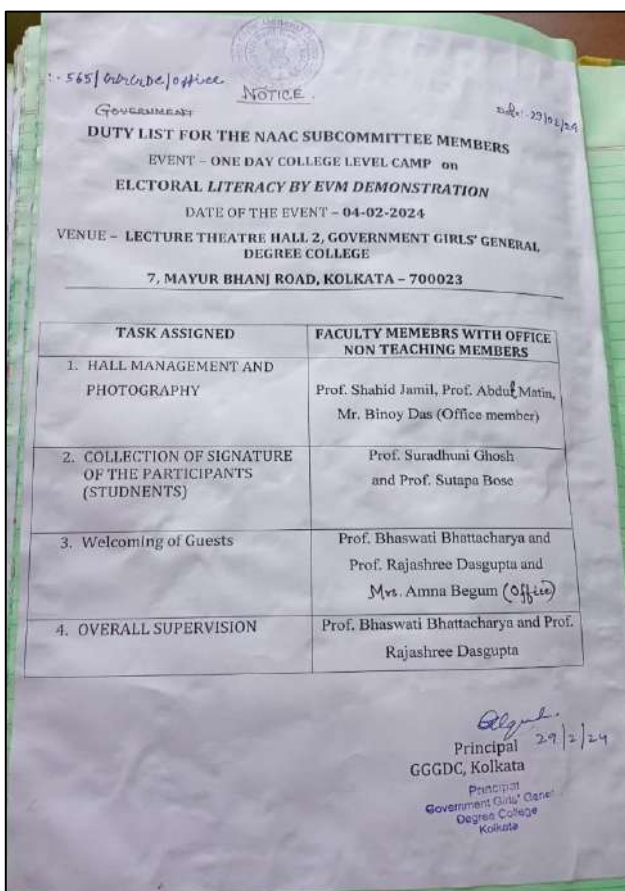 :- 565/GGGDC/office
NOTICE.
Date:- 29/02/24
GOVERNMENT
DUTY LIST FOR THE NAAC SUBCOMMITTEE MEMBERS
EVENT – ONE DAY COLLEGE LEVEL CAMP on
ELCTORAL LITERACY BY EVM DEMONSTRATION
DATE OF THE EVENT – 04-02-2024
VENUE – LECTURE THEATRE HALL 2, GOVERNMENT GIRLS' GENERAL
DEGREE COLLEGE
7, MAYUR BHANJ ROAD, KOLKATA – 700023
TASK ASSIGNED
FACULTY MEMEBRS WITH OFFICE
NON TEACHING MEMBERS
1. HALL MANAGEMENT AND
PHOTOGRAPHY
Prof. Shahid Jamil, Prof. Abdul Matin,
Mr. Binoy Das (Office member)
2. COLLECTION OF SIGNATURE
OF THE PARTICIPANTS
(STUDNENTS)
Prof. Suradhuni Ghosh
and Prof. Sutapa Bose
3. Welcoming of Guests
Prof. Bhaswati Bhattacharya and
Prof. Rajashree Dasgupta and
Mrs. Amna Begum (Office)
4. OVERALL SUPERVISION
Prof. Bhaswati Bhattacharya and Prof.
Rajashree Dasgupta
29/2/24
Principal
GGGDC, Kolkata
Principal
Government Girls' Genel
Degree College
Kolkata